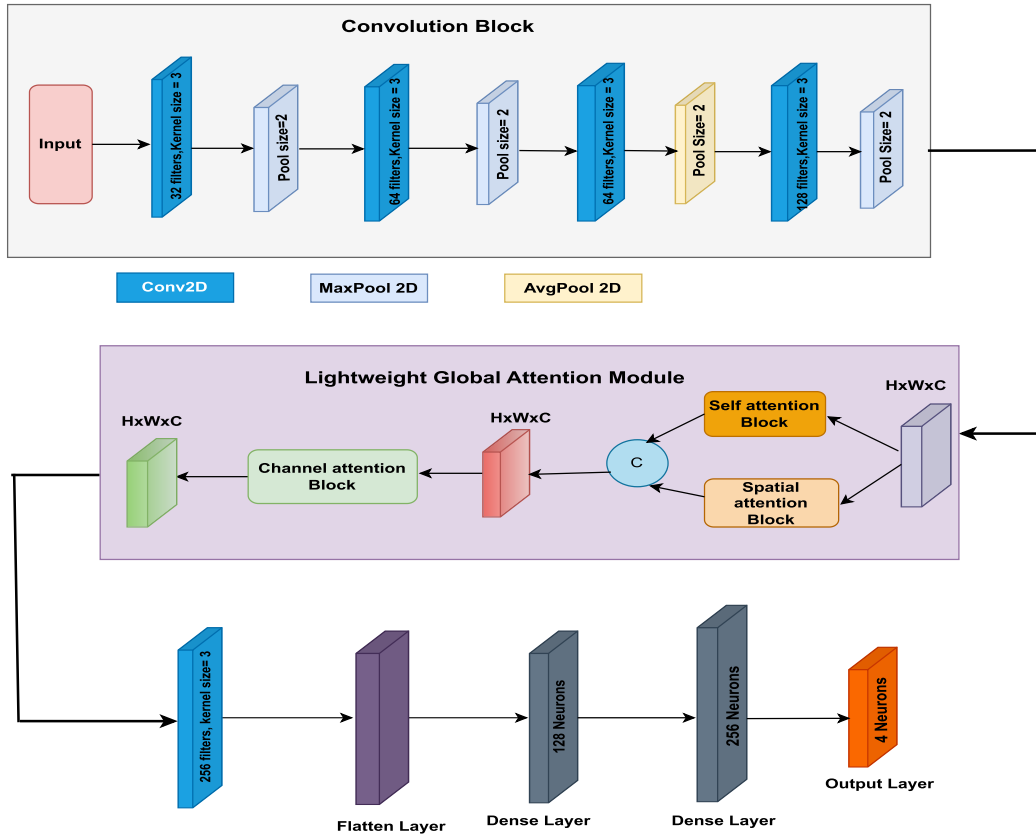 Convolution Block
Input
32 filters,Kernel size = 3
Pool size=2
64 filters,Kernel size = 3
Pool size= 2
64 filters,Kernel size = 3
Pool Size= 2
128 filters,Kernel size = 3
Pool Size= 2
Conv2D
MaxPool 2D
AvgPool 2D
Lightweight Global Attention Module
HxWxC
Self attention
Block
Spatial
attention
Block
C
HxWxC
Channel attention
Block
HxWxC
256 filters, kernel size= 3
Flatten Layer
128 Neurons
Dense Layer
256 Neurons
Dense Layer
4 Neurons
Output Layer